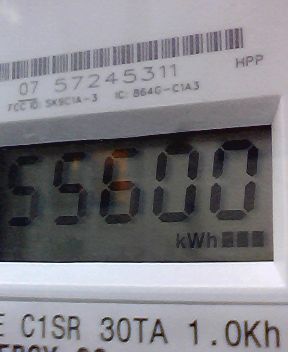 07 57245311 HPP
FCC ID: SK9C1A-3 IC: 864G-C1A3
55600
kWh
E C1SR 30TA 1.0Kh